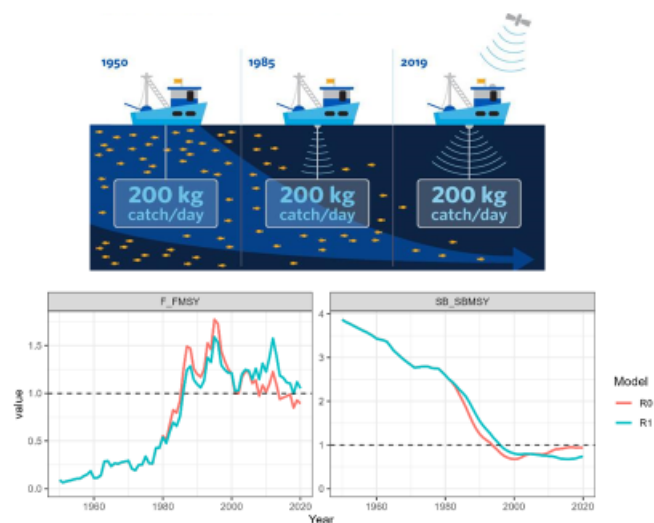 1950 1985 2019
200 kg 200 kg 200 kg
catch/day catch/day catch/day
F_FMSY SB_SBMSY
1.5
1.0
0.5
0.0
value
4
3
2
1
0
1960 1980 2000 2020 1960 1980 2000 2020
Year
Model
R0
R1